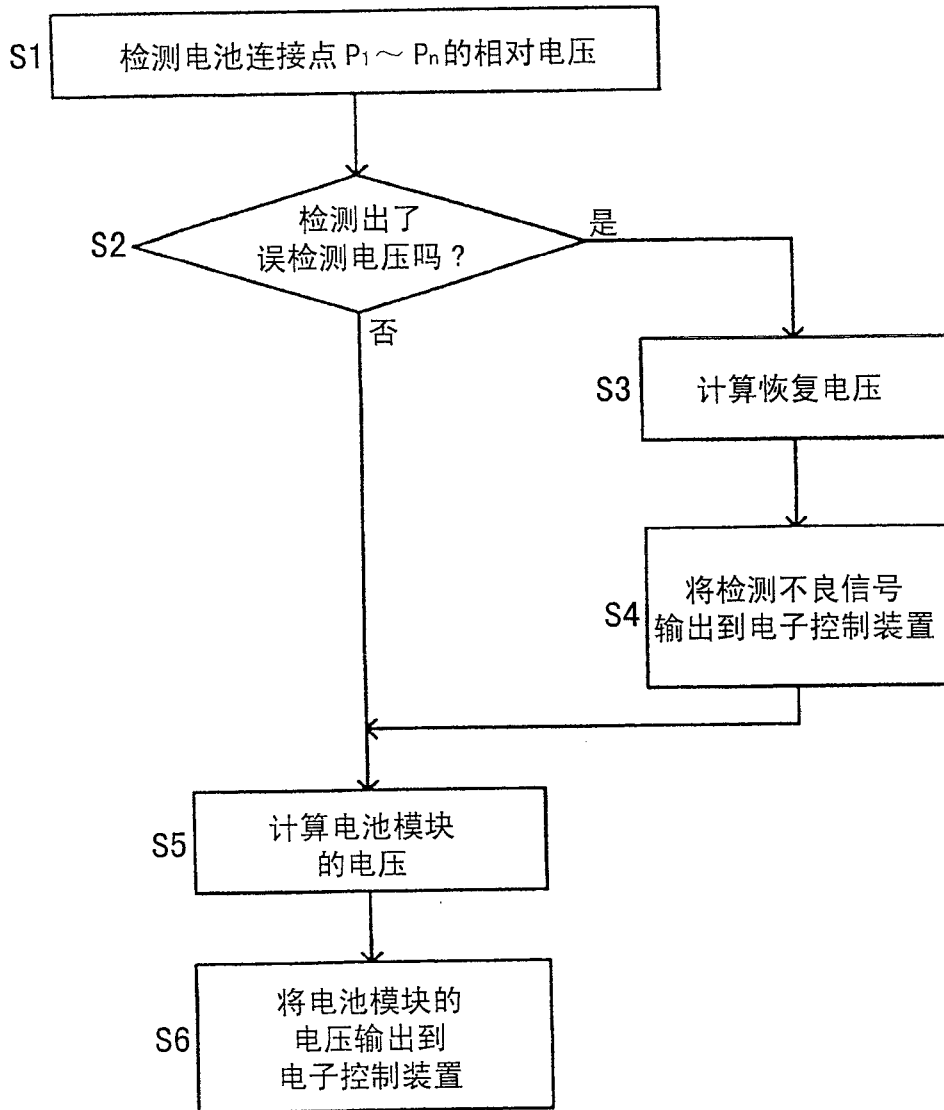 S1
检测电池连接点 P₁～Pₙ的相对电压
S2
检测出了
误检测电压吗？
是
否
S3
计算恢复电压
S4
将检测不良信号
输出到电子控制装置
S5
计算电池模块
的电压
S6
将电池模块的
电压输出到
电子控制装置